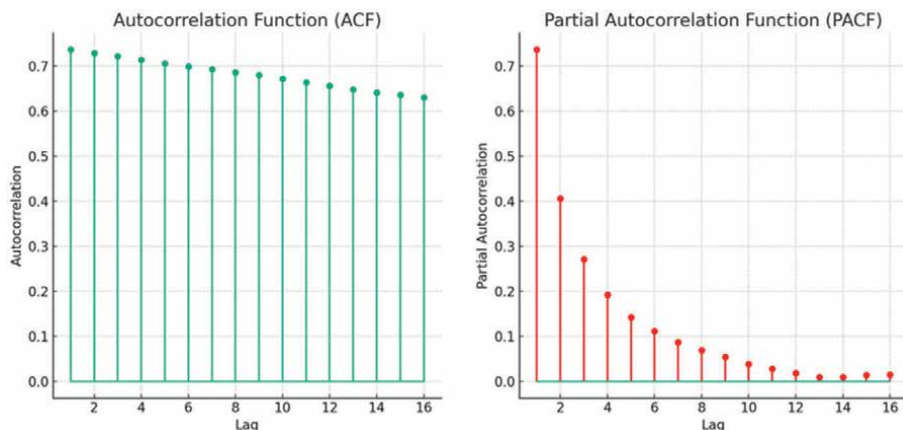 Autocorrelation Function (ACF)
Autocorrelation
0.7
0.6
0.5
0.4
0.3
0.2
0.1
0.0
2 4 6 8 10 12 14 16
Lag
Partial Autocorrelation Function (PACF)
Partial Autocorrelation
0.7
0.6
0.5
0.4
0.3
0.2
0.1
0.0
2 4 6 8 10 12 14 16
Lag